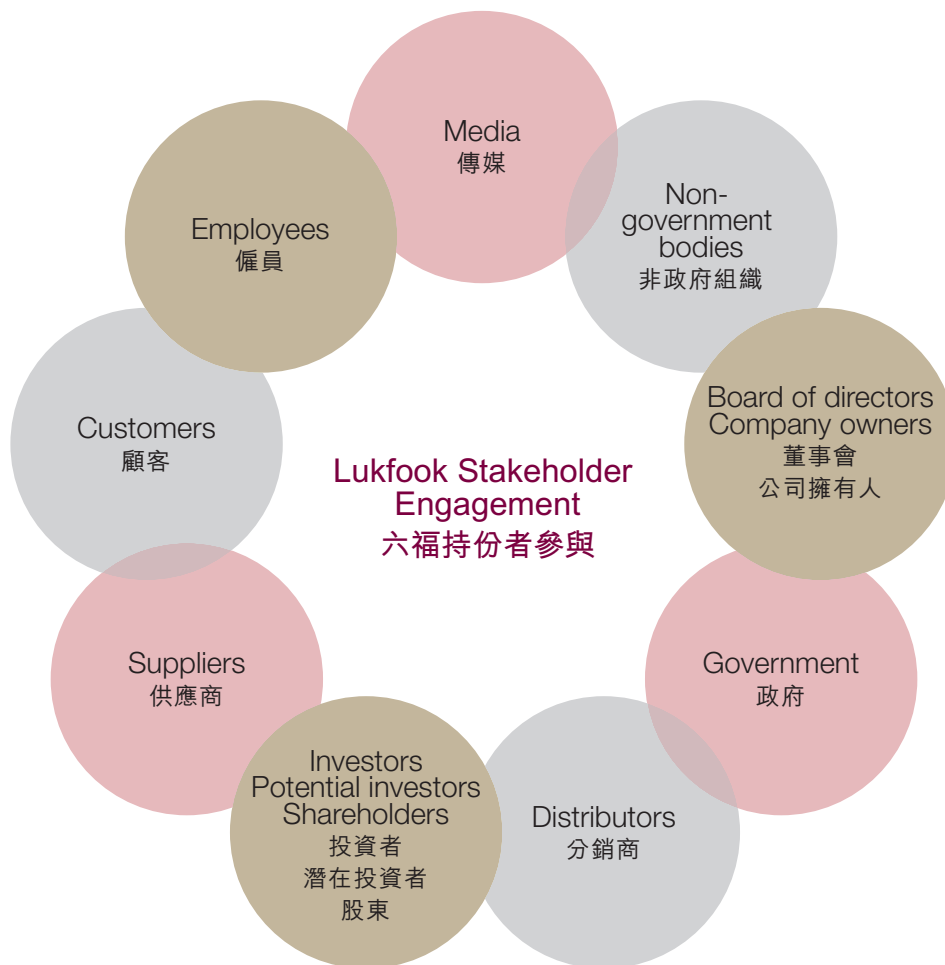 Media
傳媒
Non-
government
bodies
非政府組織
Board of directors
Company owners
董事會
公司擁有人
Government
政府
Distributors
分銷商
Investors
Potential investors
Shareholders
投資者
潛在投資者
股東
Suppliers
供應商
Customers
顧客
Employees
僱員
Lukfook Stakeholder
Engagement
六福持份者參與